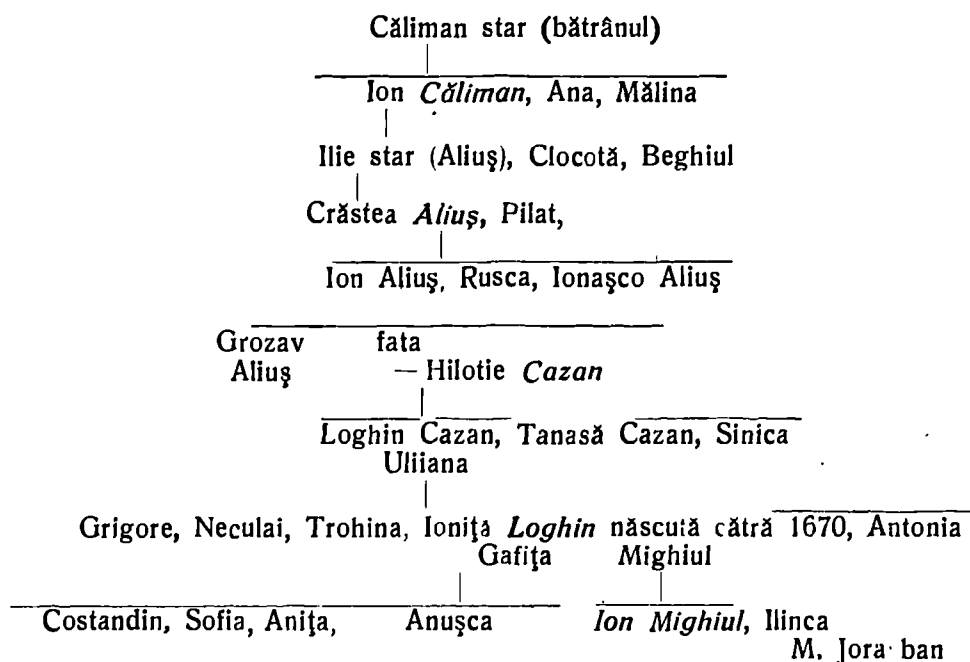 Căliman star (bătrânul)
Ion Căliman, Ana, Mălina
Ilie star (Aliuş), Clocotă, Beghiul
Crăstea Aliuş, Pilat,
Ion Aliuş, Rusca, Ionaşco Aliuş
Grozav fata
Aliuş — Hilotie Cazan
Loghin Cazan, Tanasă Cazan, Sinica
Uliiana
Grigore, Neculai, Trohina, Ioniţă Loghin născută cătră 1670, Antonia
Gafiţa Mighiul
Costandin, Sofia, Aniţa, Anuşca Ion Mighiul, Ilinca
M. Jora ban